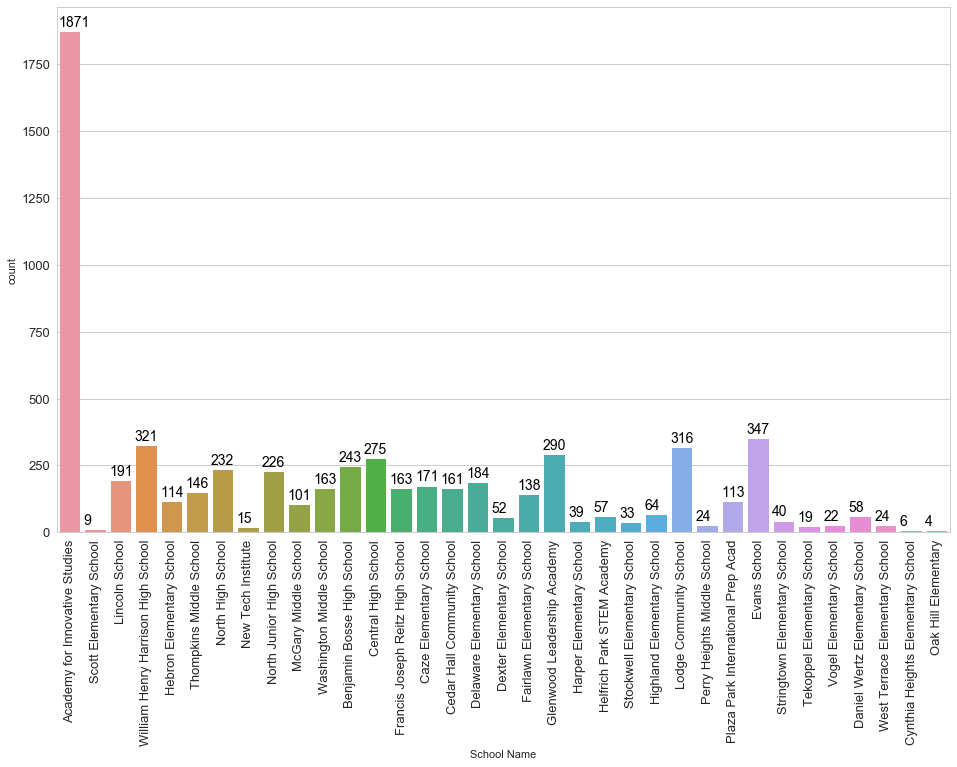 1871
9
191
321
114
146
232
15
226
101
163
243
275
163
171
161
184
52
138
290
39
57
33
64
316
24
113
347
40
19
22
58
24
6
4
1750
1500
1250
1000
750
500
250
0
count
Academy for Innovative Studies
Scott Elementary School
Lincoln School
William Henry Harrison High School
Hebron Elementary School
Thompkins Middle School
North High School
New Tech Institute
North Junior High School
McGary Middle School
Washington Middle School
Benjamin Bosse High School
Central High School
Francis Joseph Reitz High School
Caze Elementary School
Cedar Hall Community School
Delaware Elementary School
Dexter Elementary School
Fairlawn Elementary School
Glenwood Leadership Academy
Harper Elementary School
Helfrich Park STEM Academy
Stockwell Elementary School
Highland Elementary School
Lodge Community School
Perry Heights Middle School
Plaza Park International Prep Acad
Evans School
Stringtown Elementary School
Tekoppel Elementary School
Vogel Elementary School
Daniel Wertz Elementary School
West Terrace Elementary School
Cynthia Heights Elementary School
Oak Hill Elementary
School Name